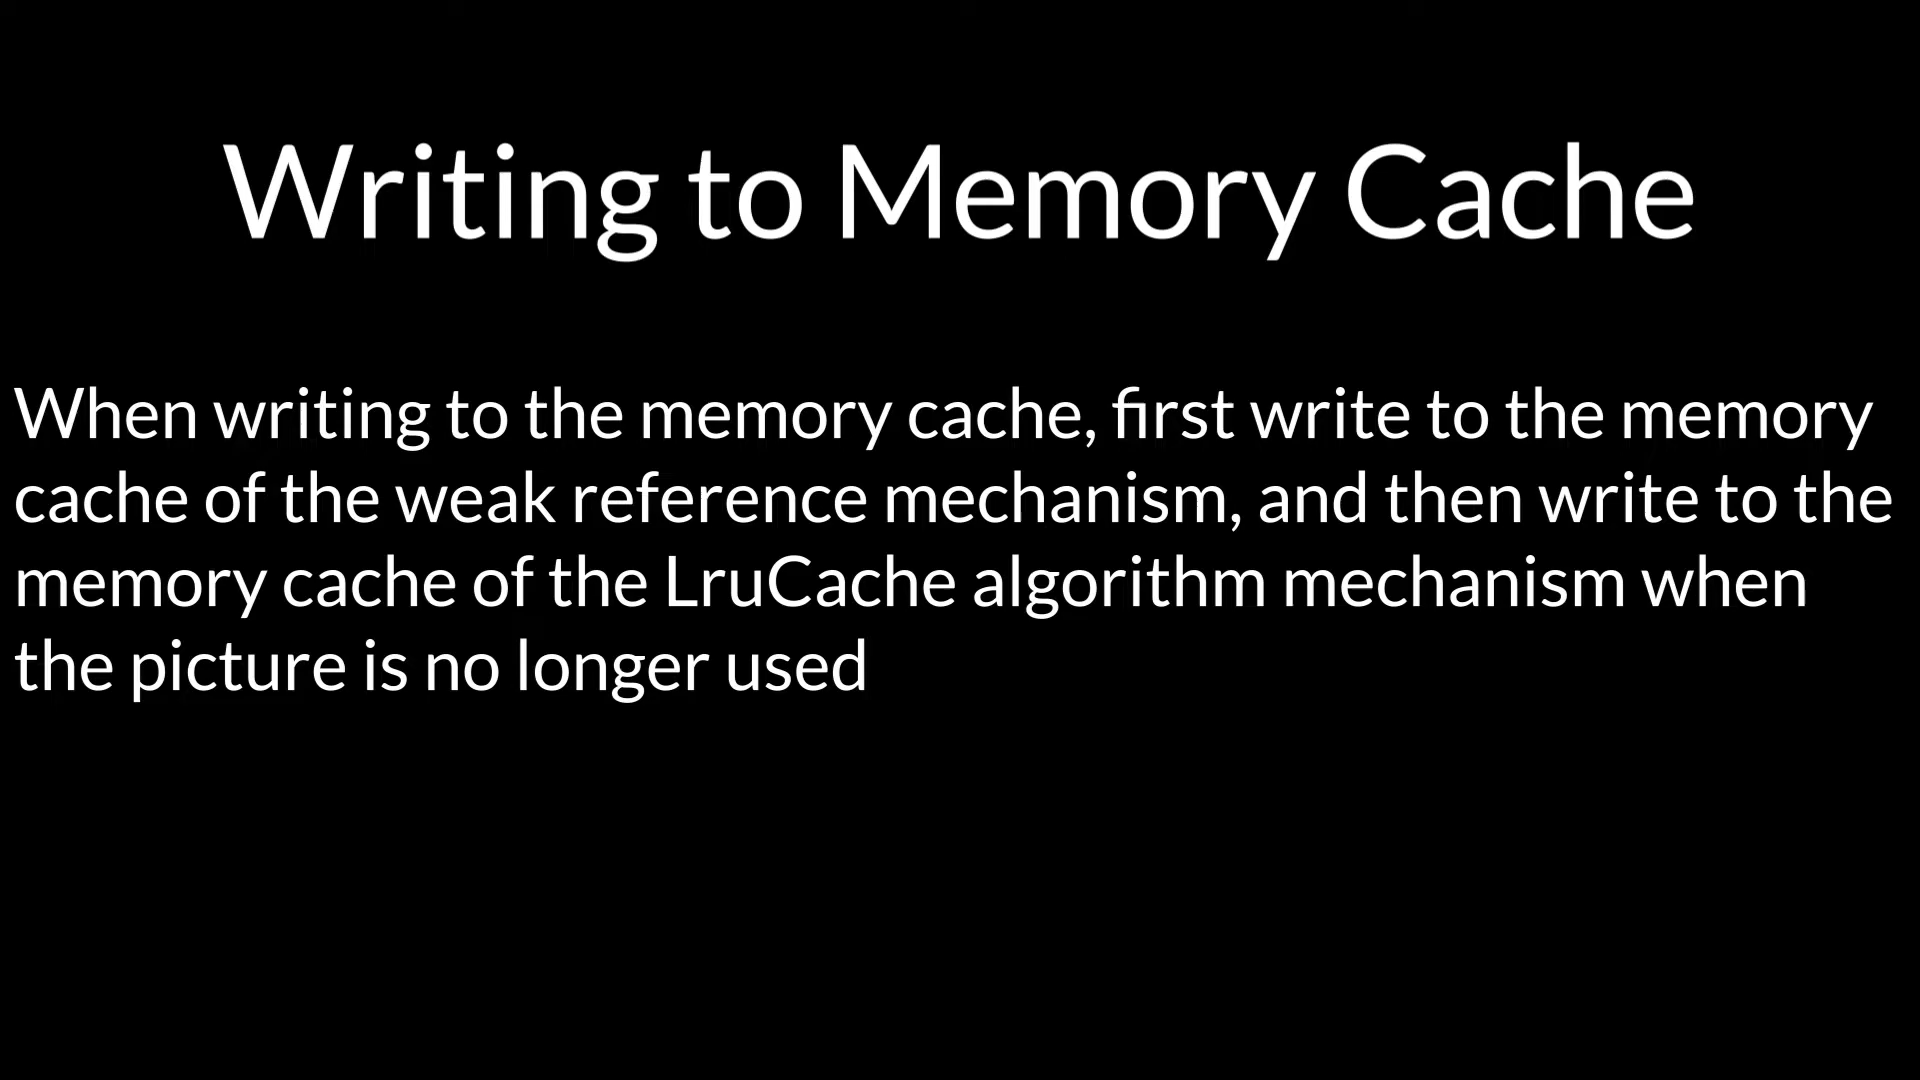 Writing to Memory Cache
When writing to the memory cache, first write to the memory
cache of the weak reference mechanism, and then write to the
memory cache of the LruCache algorithm mechanism when
the picture is no longer used